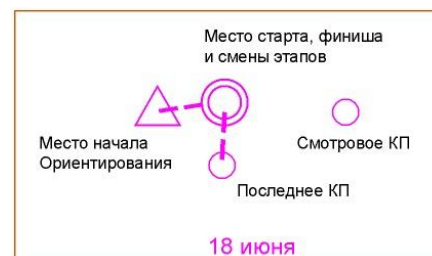 Место старта, финиша
и смены этапов
Место начала
Ориентирования
Смотровое КП
Последнее КП
18 июня